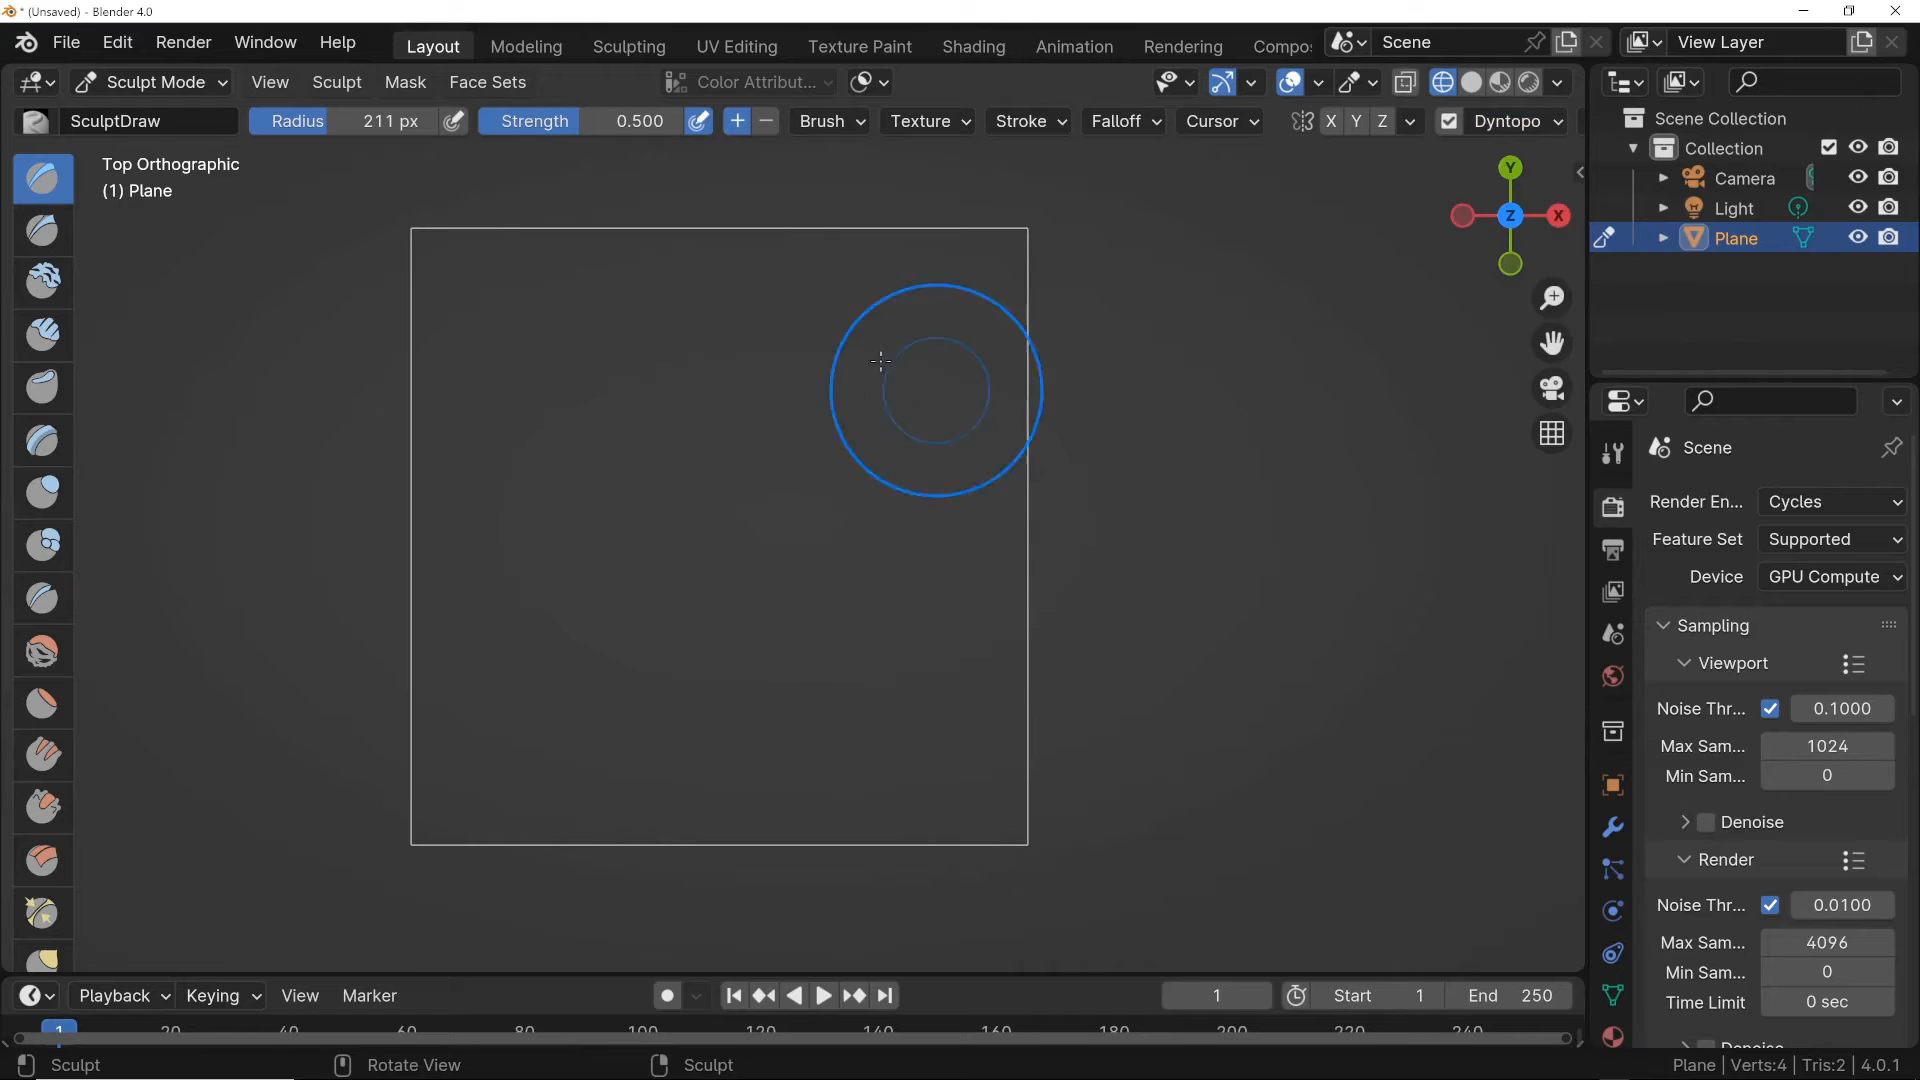 * (Unsaved) - Blender 4.0
File Edit Render Window Help Layout Modeling Sculpting UV Editing Texture Paint Shading Animation Rendering Compo: Scene View Layer
Sculpt Mode View Sculpt Mask Face Sets Color Attribut...
SculptDraw Radius 211 px Strength 0.500 Brush Texture Stroke Falloff Cursor X Y Z Dyntopo
Top Orthographic
(1) Plane
Y
Z
X
Scene Collection
Collection
Camera
Light
Plane
Scene
Render En... Cycles
Feature Set Supported
Device GPU Compute
Sampling
Viewport
Noise Thr... 0.1000
Max Sam... 1024
Min Sam... 0
Denoise
Render
Noise Thr... 0.0100
Max Sam... 4096
Min Sam... 0
Time Limit 0 sec
Denoise
Playback Keying View Marker 1 Start 1 End 250
1 20 40 60 80 100 120 140 160 180 200 220 240
Sculpt Rotate View Sculpt Plane | Verts:4 | Tris:2 | 4.0.1